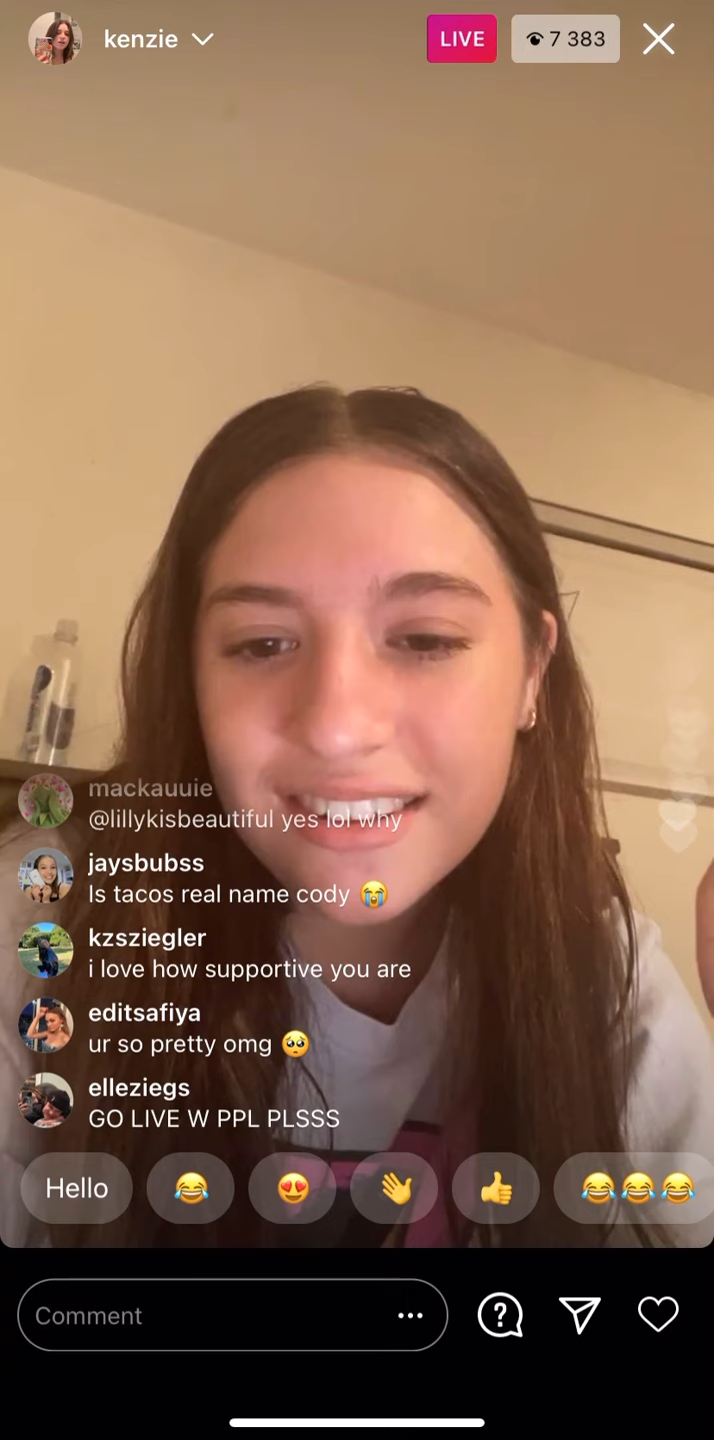 kenzie
LIVE
7 383
mackauuie
@lillykisbeautiful yes lol why
jaysbubss
Is tacos real name cody 😭
kzsziegler
i love how supportive you are
editsafiya
ur so pretty omg 🥺
elleziegs
GO LIVE W PPL PLSSS
Hello 😂 😍 👋 👍 😂😂😂
Comment